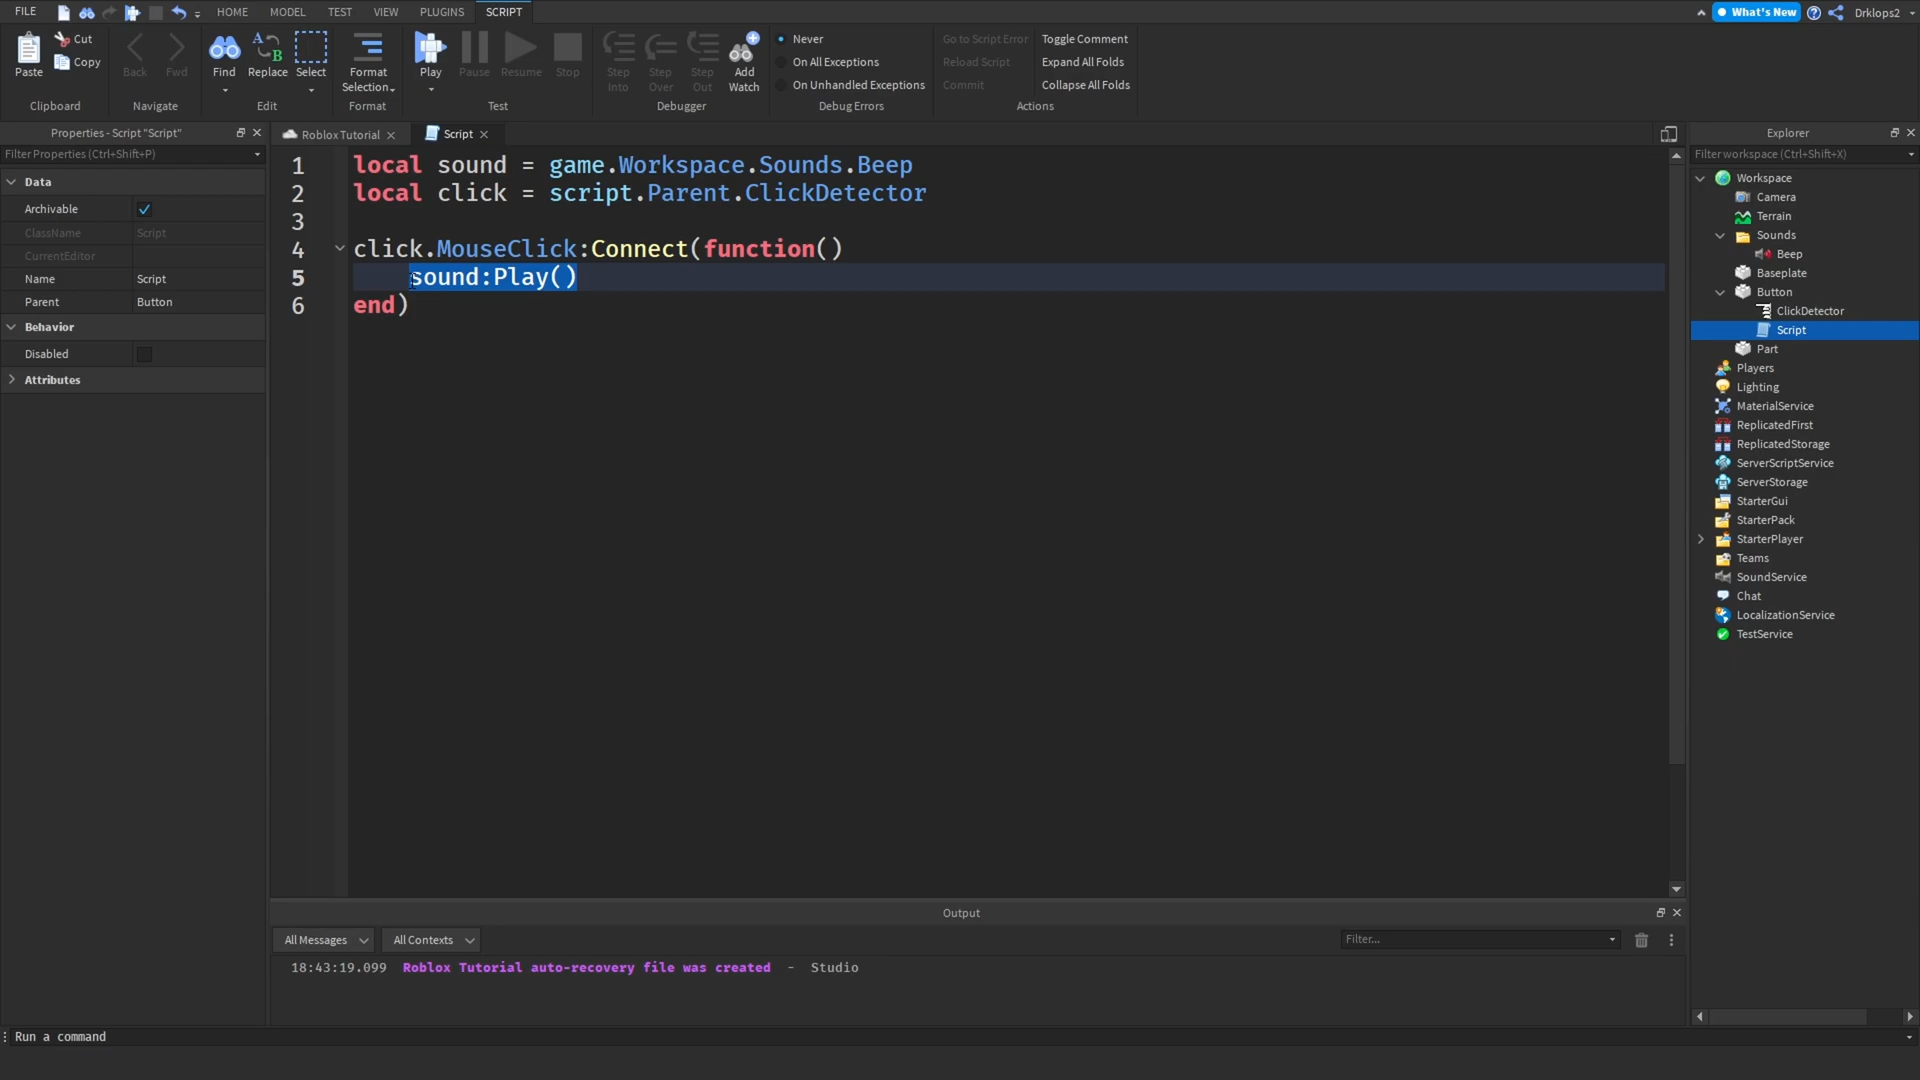 FILE
HOME
MODEL
TEST
VIEW
PLUGINS
SCRIPT
What's New
Drklops2
Paste
Cut
Copy
Clipboard
Back
Fwd
Navigate
Find
Replace
Select
Edit
Format
Selection
Format
Play
Pause
Resume
Stop
Test
Step
Into
Step
Over
Step
Out
Add
Watch
Debugger
Never
On All Exceptions
On Unhandled Exceptions
Debug Errors
Go to Script Error
Reload Script
Commit
Toggle Comment
Expand All Folds
Collapse All Folds
Actions
Properties - Script "Script"
Filter Properties (Ctrl+Shift+P)
Data
Archivable
ClassName Script
CurrentEditor
Name Script
Parent Button
Behavior
Disabled
Attributes
Roblox Tutorial
Script
1 local sound = game.Workspace.Sounds.Beep
2 local click = script.Parent.ClickDetector
3
4 click.MouseClick:Connect(function()
5 sound:Play()
6 end)
Output
All Messages
All Contexts
Filter...
18:43:19.099 Roblox Tutorial auto-recovery file was created - Studio
Explorer
Filter workspace (Ctrl+Shift+X)
Workspace
Camera
Terrain
Sounds
Beep
Baseplate
Button
ClickDetector
Script
Part
Players
Lighting
MaterialService
ReplicatedFirst
ReplicatedStorage
ServerScriptService
ServerStorage
StarterGui
StarterPack
StarterPlayer
Teams
SoundService
Chat
LocalizationService
TestService
Run a command